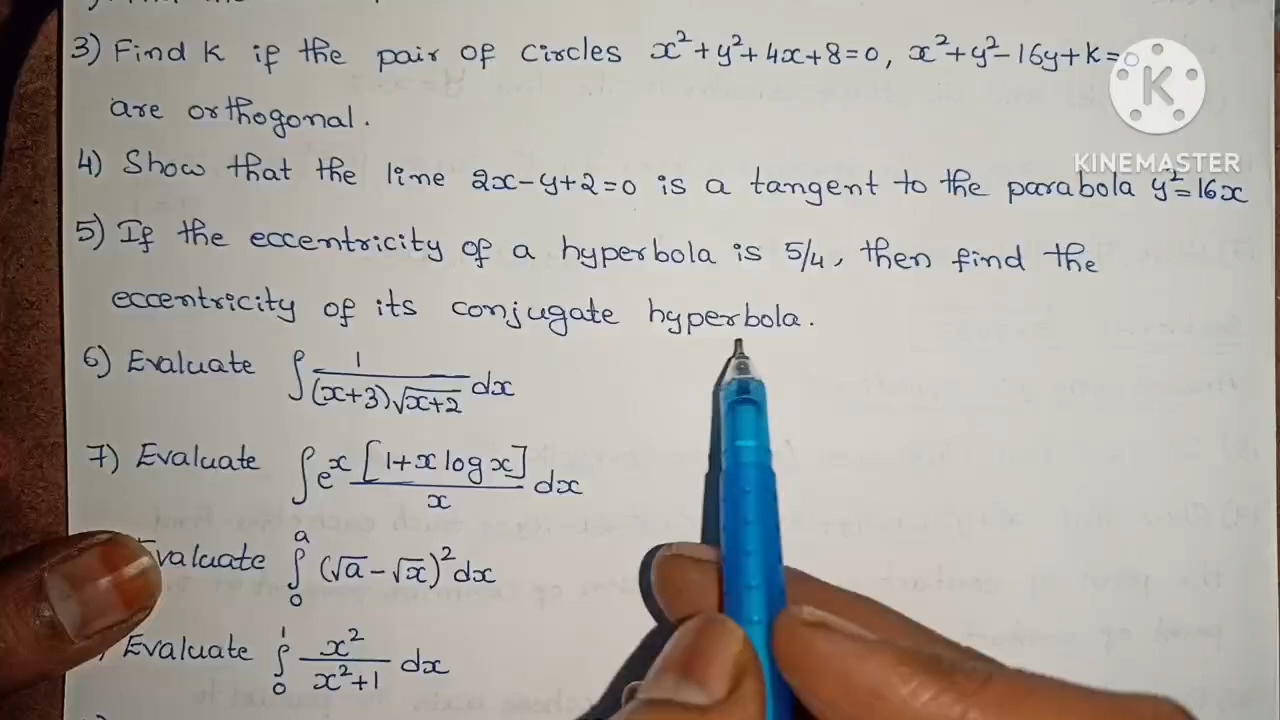 3) Find k if the pair of circles x²+y²+4x+8=0, x²+y²-16y+k=0
are orthogonal.
KINEMASTER
4) Show that the line 2x-y+2=0 is a tangent to the parabola y²=16x
5) If the eccentricity of a hyperbola is 5/4, then find the
eccentricity of its conjugate hyperbola.
6) Evaluate ∫ 1/((x+3)√(x+2)) dx
7) Evaluate ∫ eˣ [1+x log x]/x dx
Evaluate ∫₀ᵃ (√a-√x)² dx
Evaluate ∫₀¹ x²/(x²+1) dx